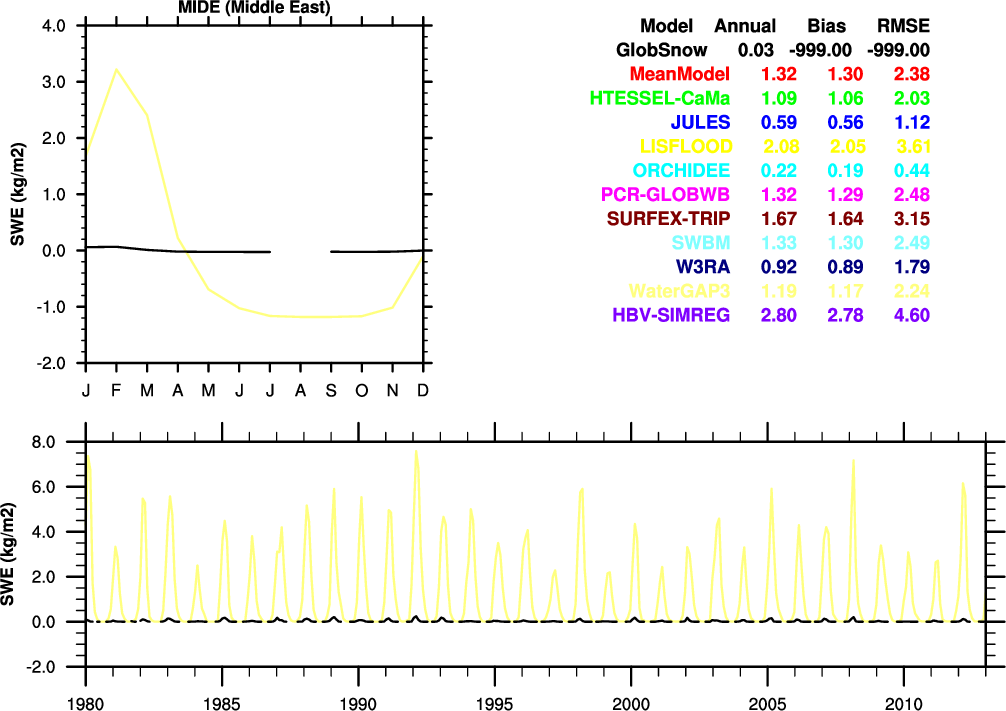 MIDE (Middle East)
4.0
3.0
2.0
1.0
0.0
-1.0
-2.0
SWE (kg/m2)
J F M A M J J A S O N D
Model Annual Bias RMSE
GlobSnow 0.03 -999.00 -999.00
MeanModel 1.32 1.30 2.38
HTESSEL-CaMa 1.09 1.06 2.03
JULES 0.59 0.56 1.12
LISFLOOD 2.08 2.05 3.61
ORCHIDEE 0.22 0.19 0.44
PCR-GLOBWB 1.32 1.29 2.48
SURFEX-TRIP 1.67 1.64 3.15
SWBM 1.33 1.30 2.49
W3RA 0.92 0.89 1.79
WaterGAP3 1.19 1.17 2.24
HBV-SIMREG 2.80 2.78 4.60
8.0
6.0
4.0
2.0
0.0
-2.0
SWE (kg/m2)
1980 1985 1990 1995 2000 2005 2010